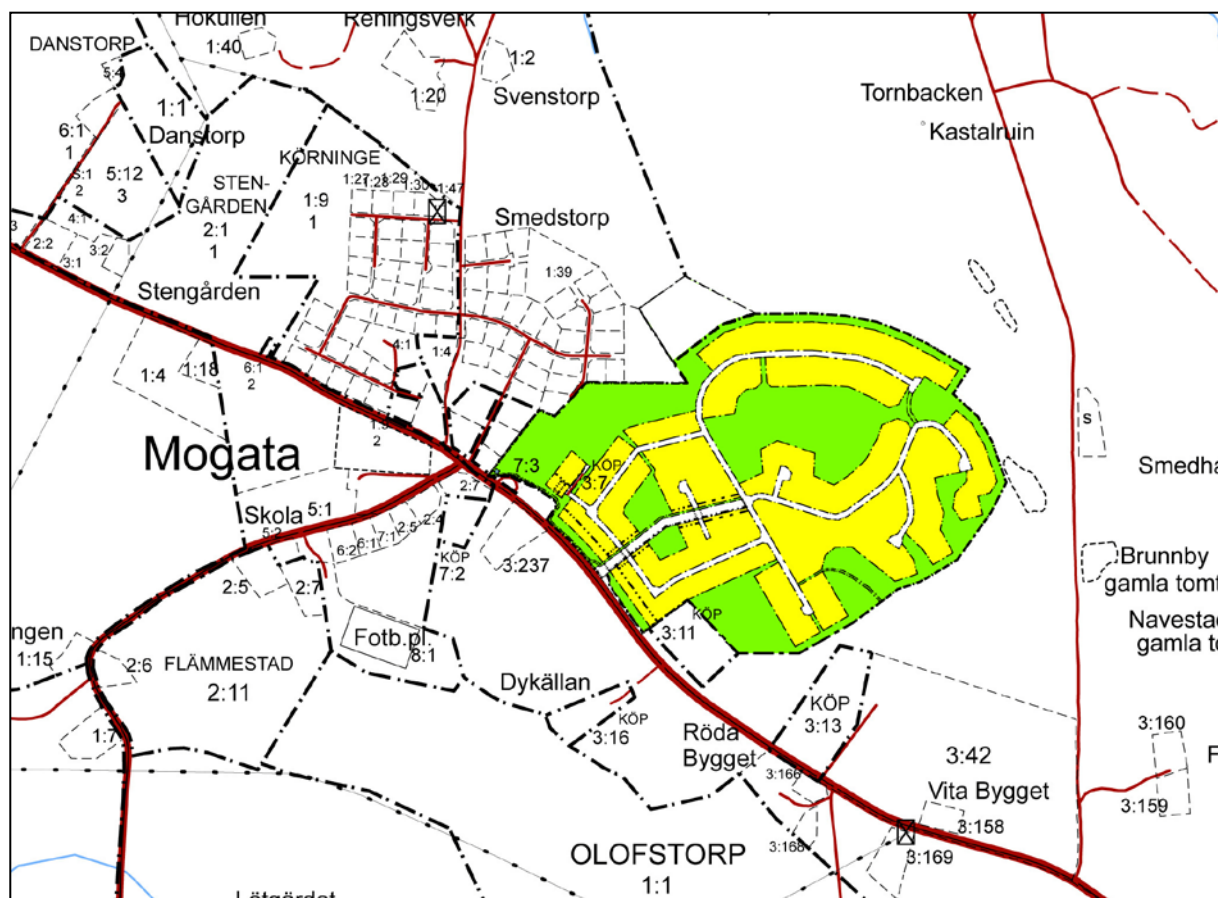 Hökullen
Reningsverk
DANSTORP
1:40
1:2
5:4
1:20
Svenstorp
1:1
Danstorp
Tornbacken
Kastalruin
6:1
1
5:12
3
5:1
2
KÖRNINGE
STEN-
GÅRDEN
2:1
1
1:9
1
1:27
1:28
1:29
1:30
1:47
Smedstorp
4:1
3
2:2
3:2
3:1
1:39
Stengården
4:1
1:4
1:18
1:4
6:1
2
2
s
Mogata
7:3
KÖP
3:7
2:7
Smedha
Skola
5:1
5:2
2:4
2:5
7:1
6:1
6:2
KÖP
7:2
3:237
2:5
2:7
Brunnby
gamla tomt
KÖP
3:11
Navestad
gamla to
ngen
1:15
2:6
FLÄMMESTAD
2:11
Fotb.pl.
8:1
Dykällan
KÖP
3:16
KÖP
3:13
Röda
Bygget
1:7
3:42
3:160
F
3:166
Vita Bygget
3:159
3:158
3:168
3:169
OLOFSTORP
1:1
Lötgärdet